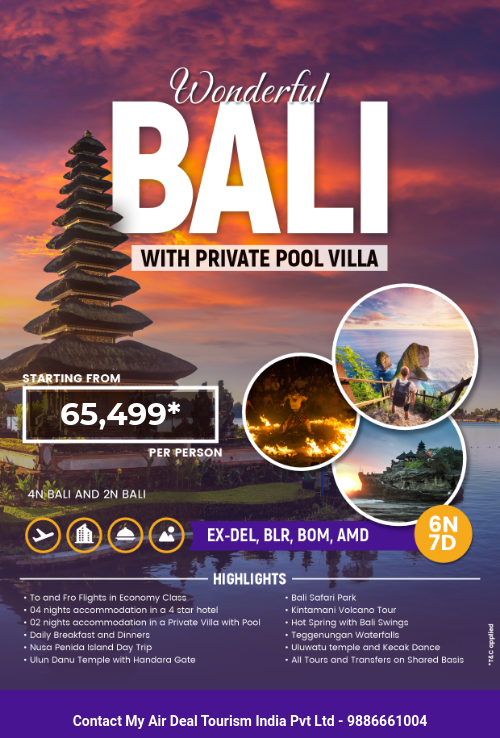 Wonderful
BALI
WITH PRIVATE POOL VILLA
STARTING FROM
65,499*
PER PERSON
4N BALI AND 2N BALI
EX-DEL, BLR, BOM, AMD
6N
7D
HIGHLIGHTS
• To and Fro Flights in Economy Class
• 04 nights accommodation in a 4 star hotel
• 02 nights accommodation in a Private Villa with Pool
• Daily Breakfast and Dinners
• Nusa Penida Island Day Trip
• Ulun Danu Temple with Handara Gate
• Bali Safari Park
• Kintamani Volcano Tour
• Hot Spring with Bali Swings
• Teggenungan Waterfalls
• Uluwatu temple and Kecak Dance
• All Tours and Transfers on Shared Basis
*T&C applied
Contact My Air Deal Tourism India Pvt Ltd - 9886661004